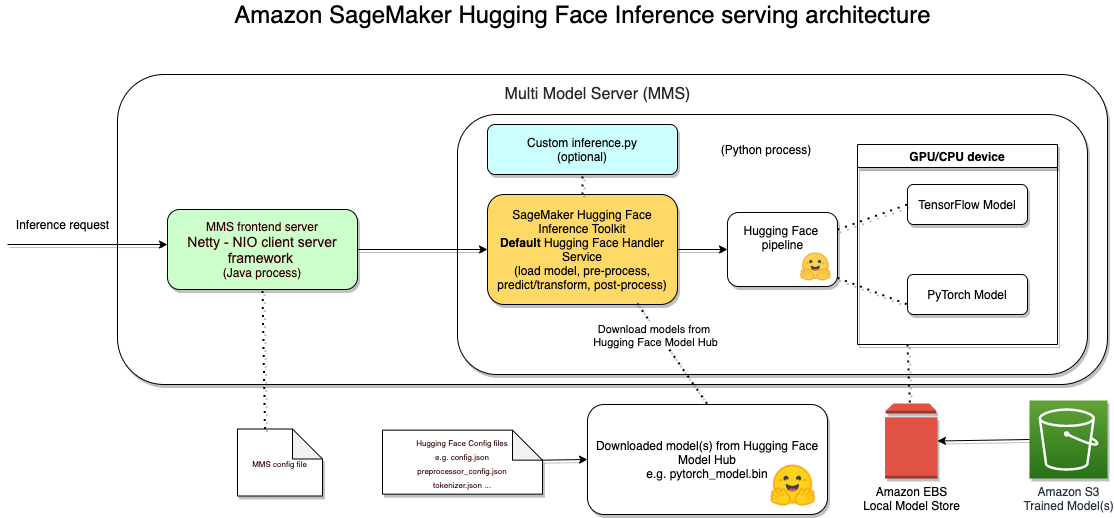 Amazon SageMaker Hugging Face Inference serving architecture
Multi Model Server (MMS)
Custom inference.py
(optional)
(Python process)
GPU/CPU device
TensorFlow Model
PyTorch Model
Inference request
MMS frontend server
Netty - NIO client server
framework
(Java process)
SageMaker Hugging Face
Inference Toolkit
Default Hugging Face Handler
Service
(load model, pre-process,
predict/transform, post-process)
Hugging Face
pipeline
Download models from
Hugging Face Model Hub
MMS config file
Hugging Face Config files
e.g. config.json
preprocessor_config.json
tokenizer.json ...
Downloaded model(s) from Hugging Face
Model Hub
e.g. pytorch_model.bin
Amazon EBS
Local Model Store
Amazon S3
Trained Model(s)